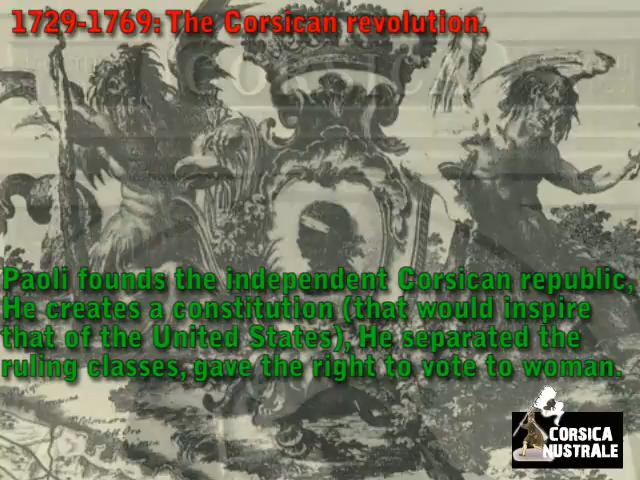 1729-1769: The Corsican revolution.
CORSICA
Paoli founds the independent Corsican republic,
He creates a constitution (that would inspire
that of the United States); He separated the
ruling classes, gave the right to vote to woman.
CORSICA
NUSTRALE